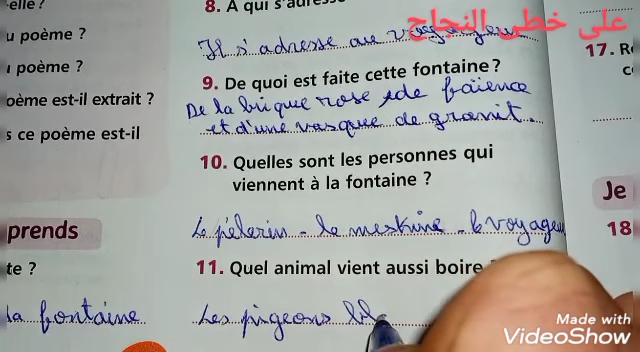 elle ?
u poème ?
poème ?
oème est-il extrait ?
s ce poème est-il
prends
te ?
la fontaine
8. A qui s'adres
Il s'adresse au voyageur
على خطى النجاح
9. De quoi est faite cette fontaine ?
De la brique rose de faïence
et d'une vasque de granit.
10. Quelles sont les personnes qui
viennent à la fontaine ?
Le pèlerin - le meskine - le voyageu
11. Quel animal vient aussi boire
Les pigeons
17. R
c
Je
18
Made with
VideoShow